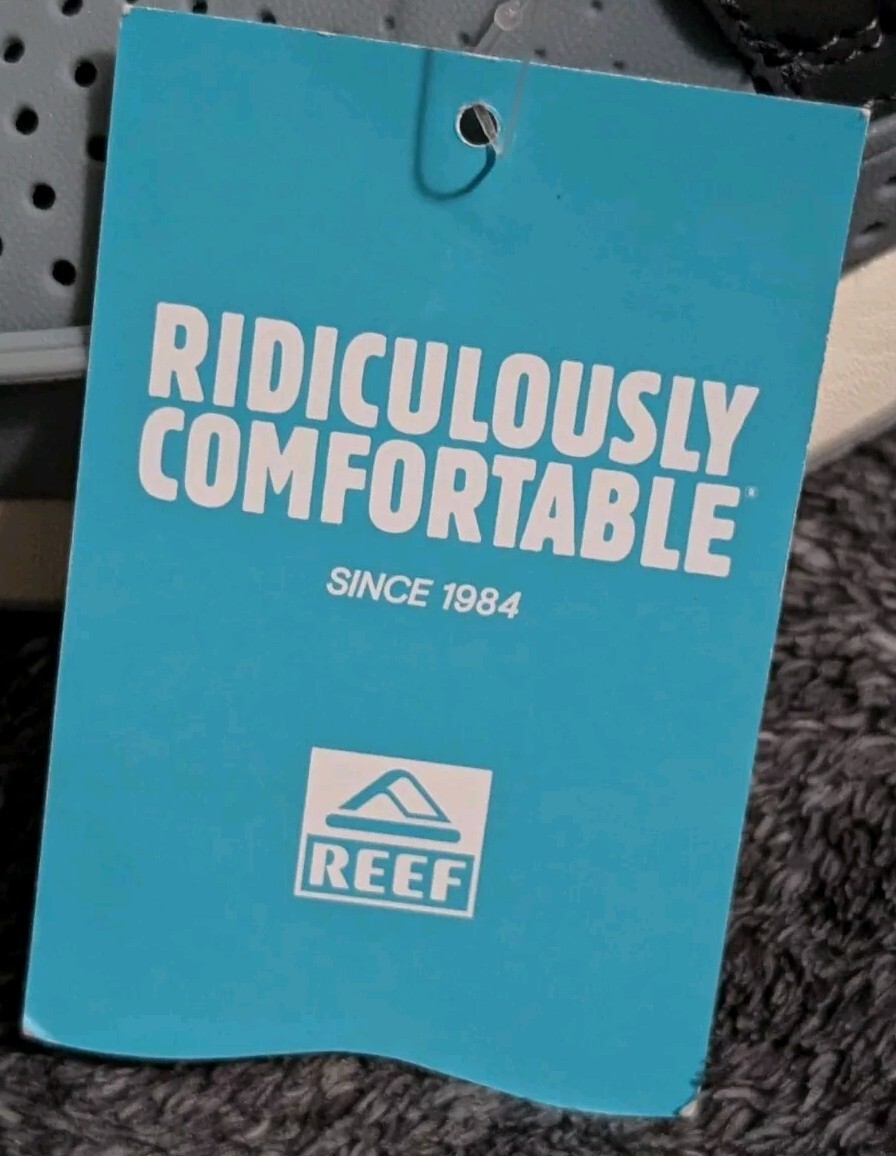 RIDICULOUSLY
COMFORTABLE®
SINCE 1984
REEF